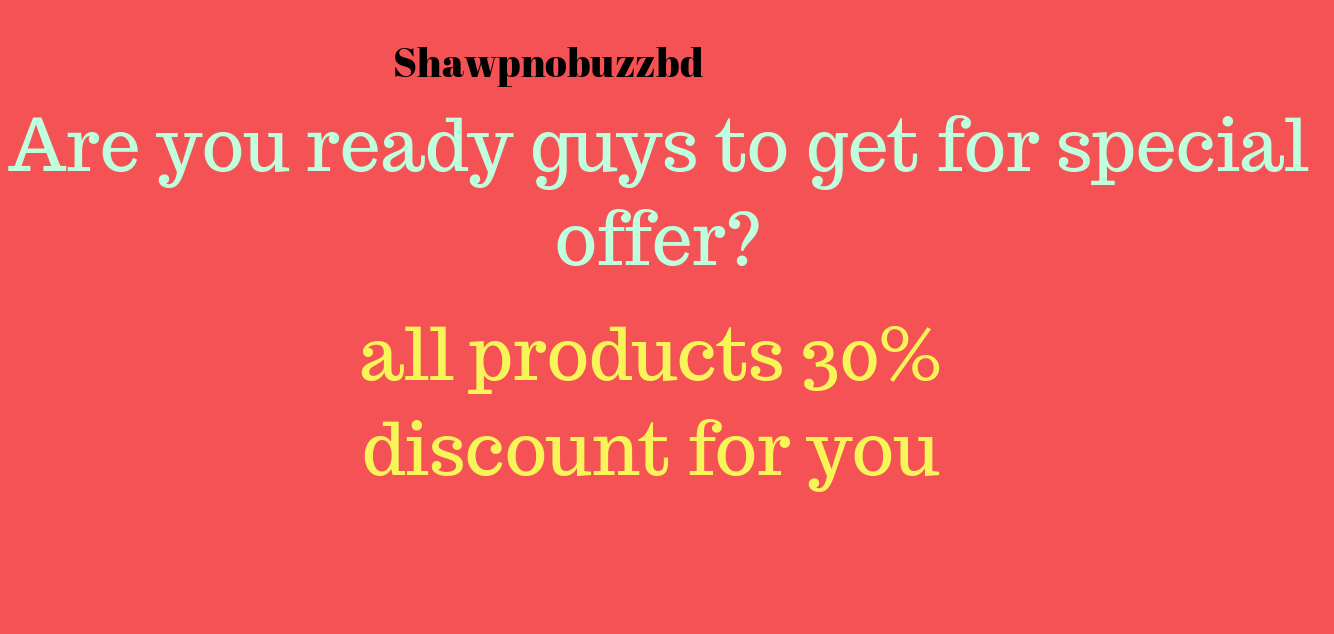 Shawpnobuzzbd
Are you ready guys to get for special
offer?
all products 30%
discount for you